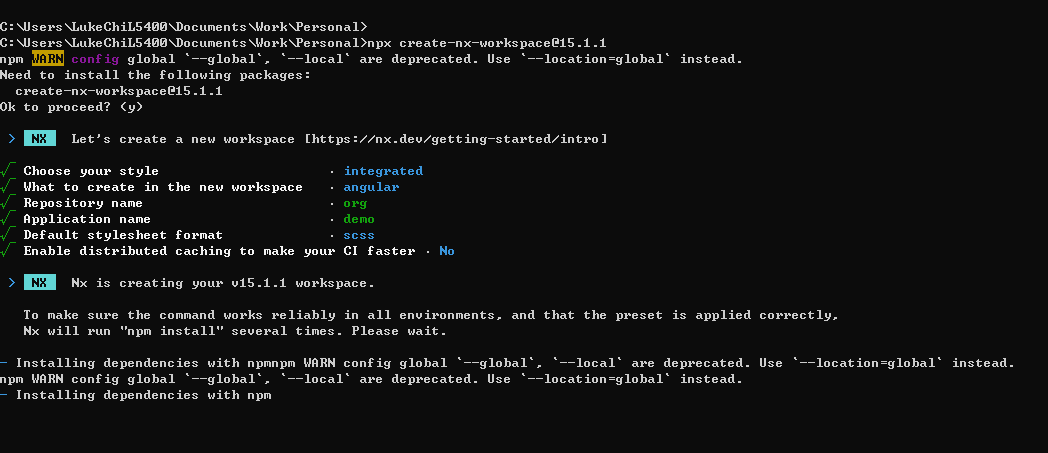 C:\Users\LukeChiL5400\Documents\Work\Personal>
C:\Users\LukeChiL5400\Documents\Work\Personal>npx create-nx-workspace@15.1.1
npm WARN config global `--global`, `--local` are deprecated. Use `--location=global` instead.
Need to install the following packages:
  create-nx-workspace@15.1.1
Ok to proceed? (y)
> NX Let's create a new workspace [https://nx.dev/getting-started/intro]
√ Choose your style · integrated
√ What to create in the new workspace · angular
√ Repository name · org
√ Application name · demo
√ Default stylesheet format · scss
√ Enable distributed caching to make your CI faster · No
> NX Nx is creating your v15.1.1 workspace.
To make sure the command works reliably in all environments, and that the preset is applied correctly,
Nx will run "npm install" several times. Please wait.
- Installing dependencies with npmnpm WARN config global `--global`, `--local` are deprecated. Use `--location=global` instead.
npm WARN config global `--global`, `--local` are deprecated. Use `--location=global` instead.
- Installing dependencies with npm